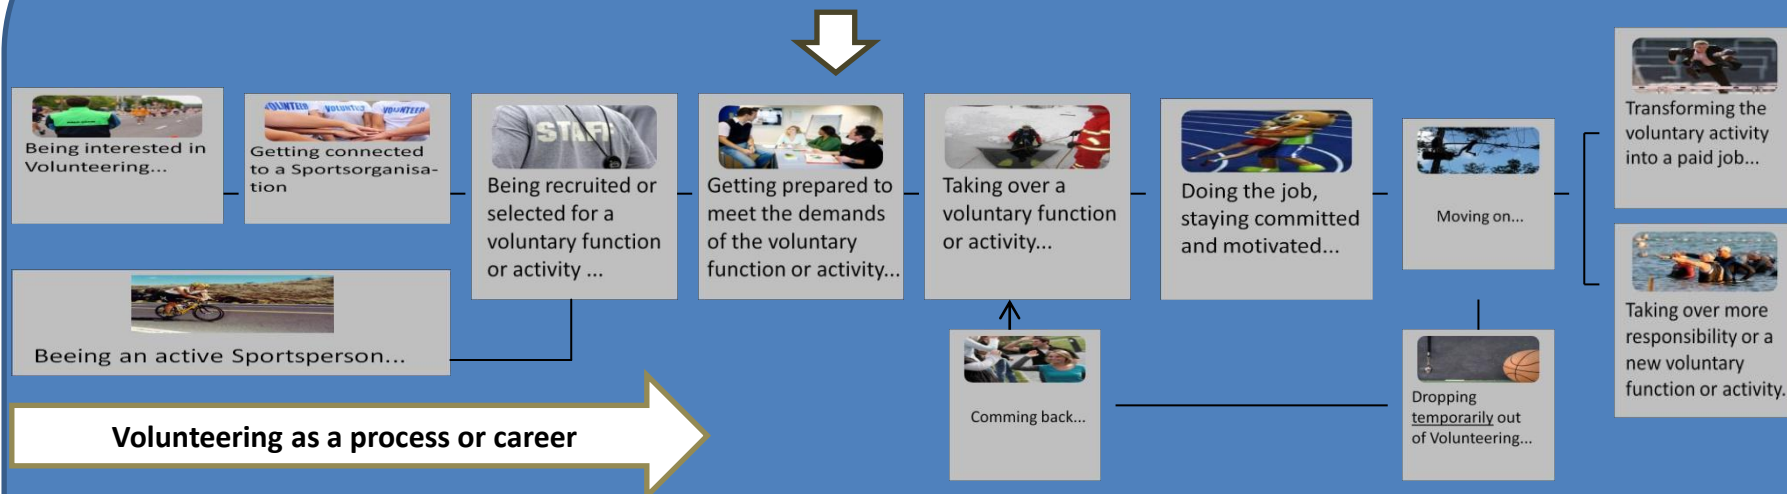 Being interested in
Volunteering...
VOLUNTEER
VOLUNTEER
VOLUNTEER
Getting connected
to a Sportsorganisa-
tion
STAFF
Being recruited or
selected for a
voluntary function
or activity ...
Getting prepared to
meet the demands
of the voluntary
function or activity...
Taking over a
voluntary function
or activity...
Doing the job,
staying committed
and motivated...
Moving on...
Transforming the
voluntary activity
into a paid job...
Taking over more
responsibility or a
new voluntary
function or activity..
Beeing an active Sportsperson...
Comming back...
Dropping
temporarily out
of Volunteering...
Volunteering as a process or career